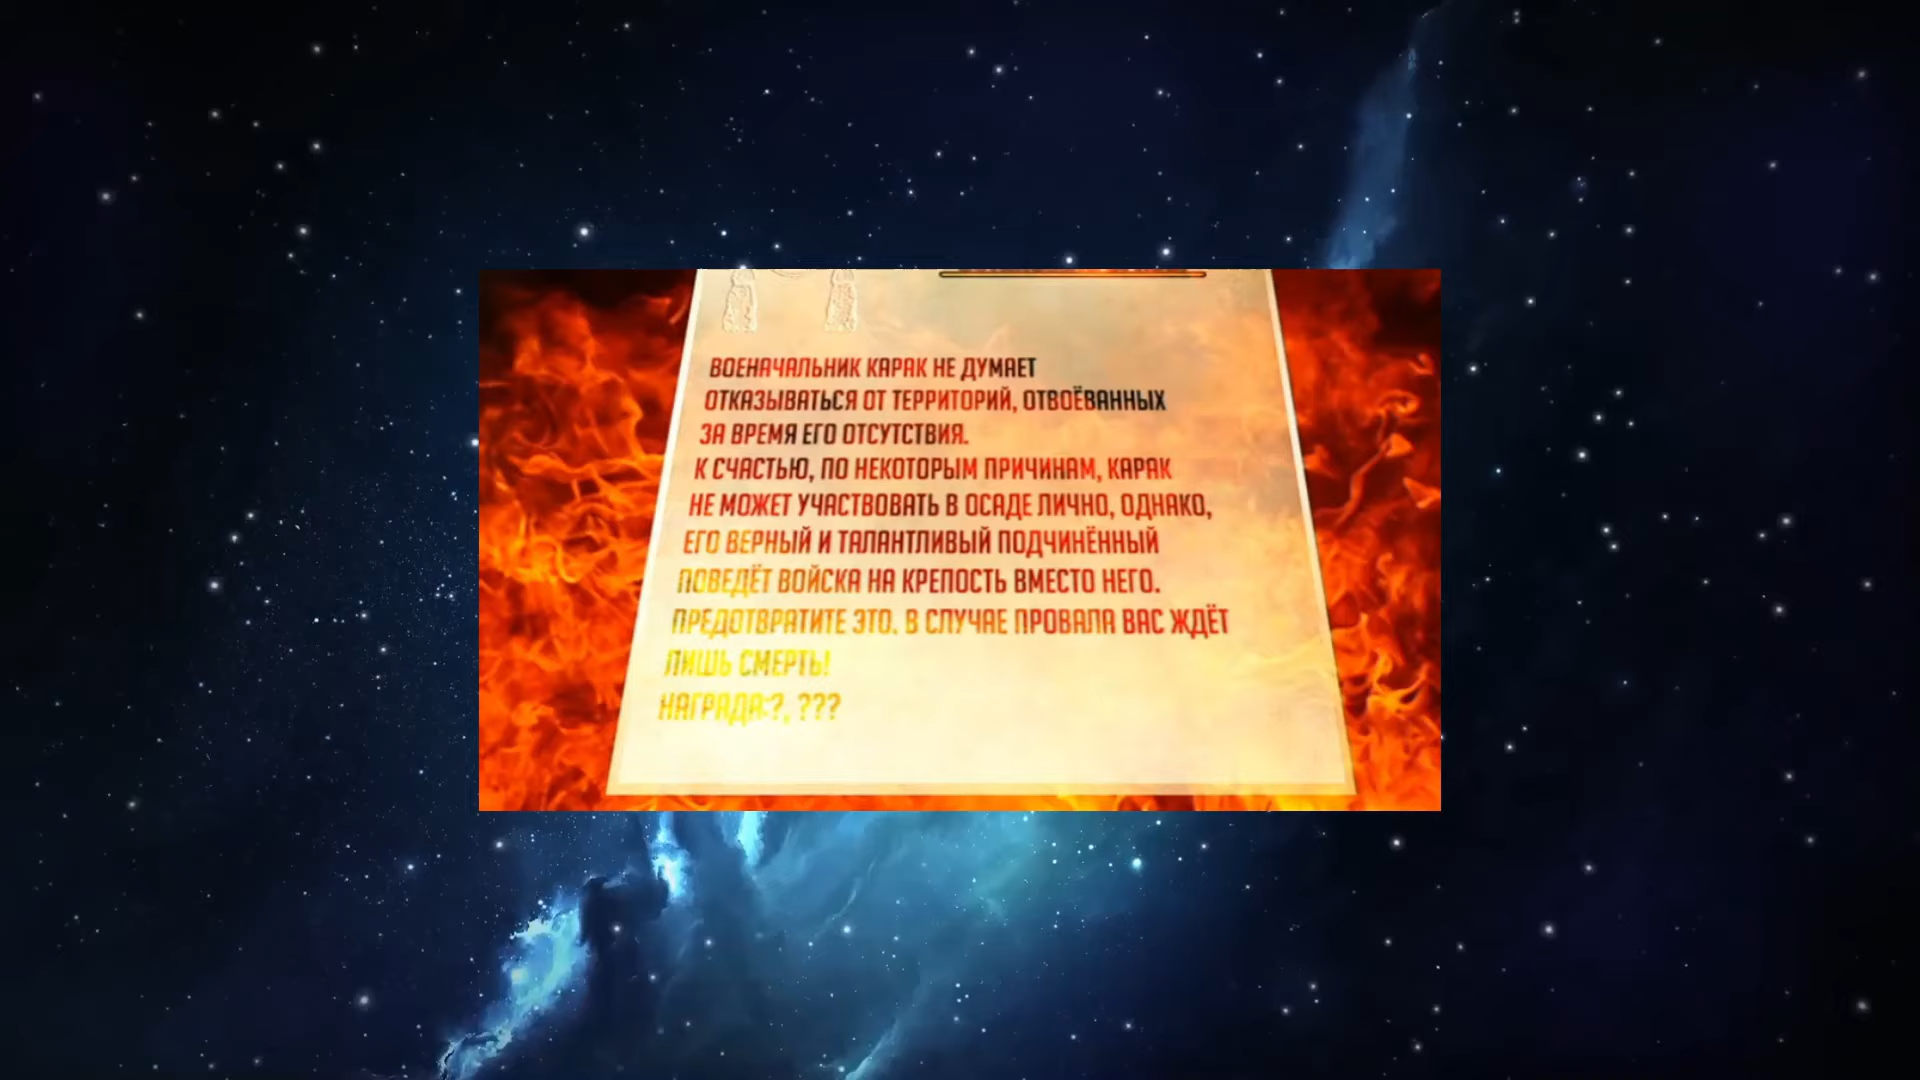 ВОЕНАЧАЛЬНИК КАРАК НЕ ДУМАЕТ
ОТКАЗЫВАТЬСЯ ОТ ТЕРРИТОРИЙ, ОТВОЁВАННЫХ
ЗА ВРЕМЯ ЕГО ОТСУТСТВИЯ.
К СЧАСТЬЮ, ПО НЕКОТОРЫМ ПРИЧИНАМ, КАРАК
НЕ МОЖЕТ УЧАСТВОВАТЬ В ОСАДЕ ЛИЧНО, ОДНАКО,
ЕГО ВЕРНЫЙ И ТАЛАНТЛИВЫЙ ПОДЧИНЁННЫЙ
ПОВЕДЁТ ВОЙСКА НА КРЕПОСТЬ ВМЕСТО НЕГО.
ПРЕДОТВРАТИТЕ ЭТО. В СЛУЧАЕ ПРОВАЛА ВАС ЖДЁТ
ЛИШЬ СМЕРТЬ!
НАГРАДА:?, ???